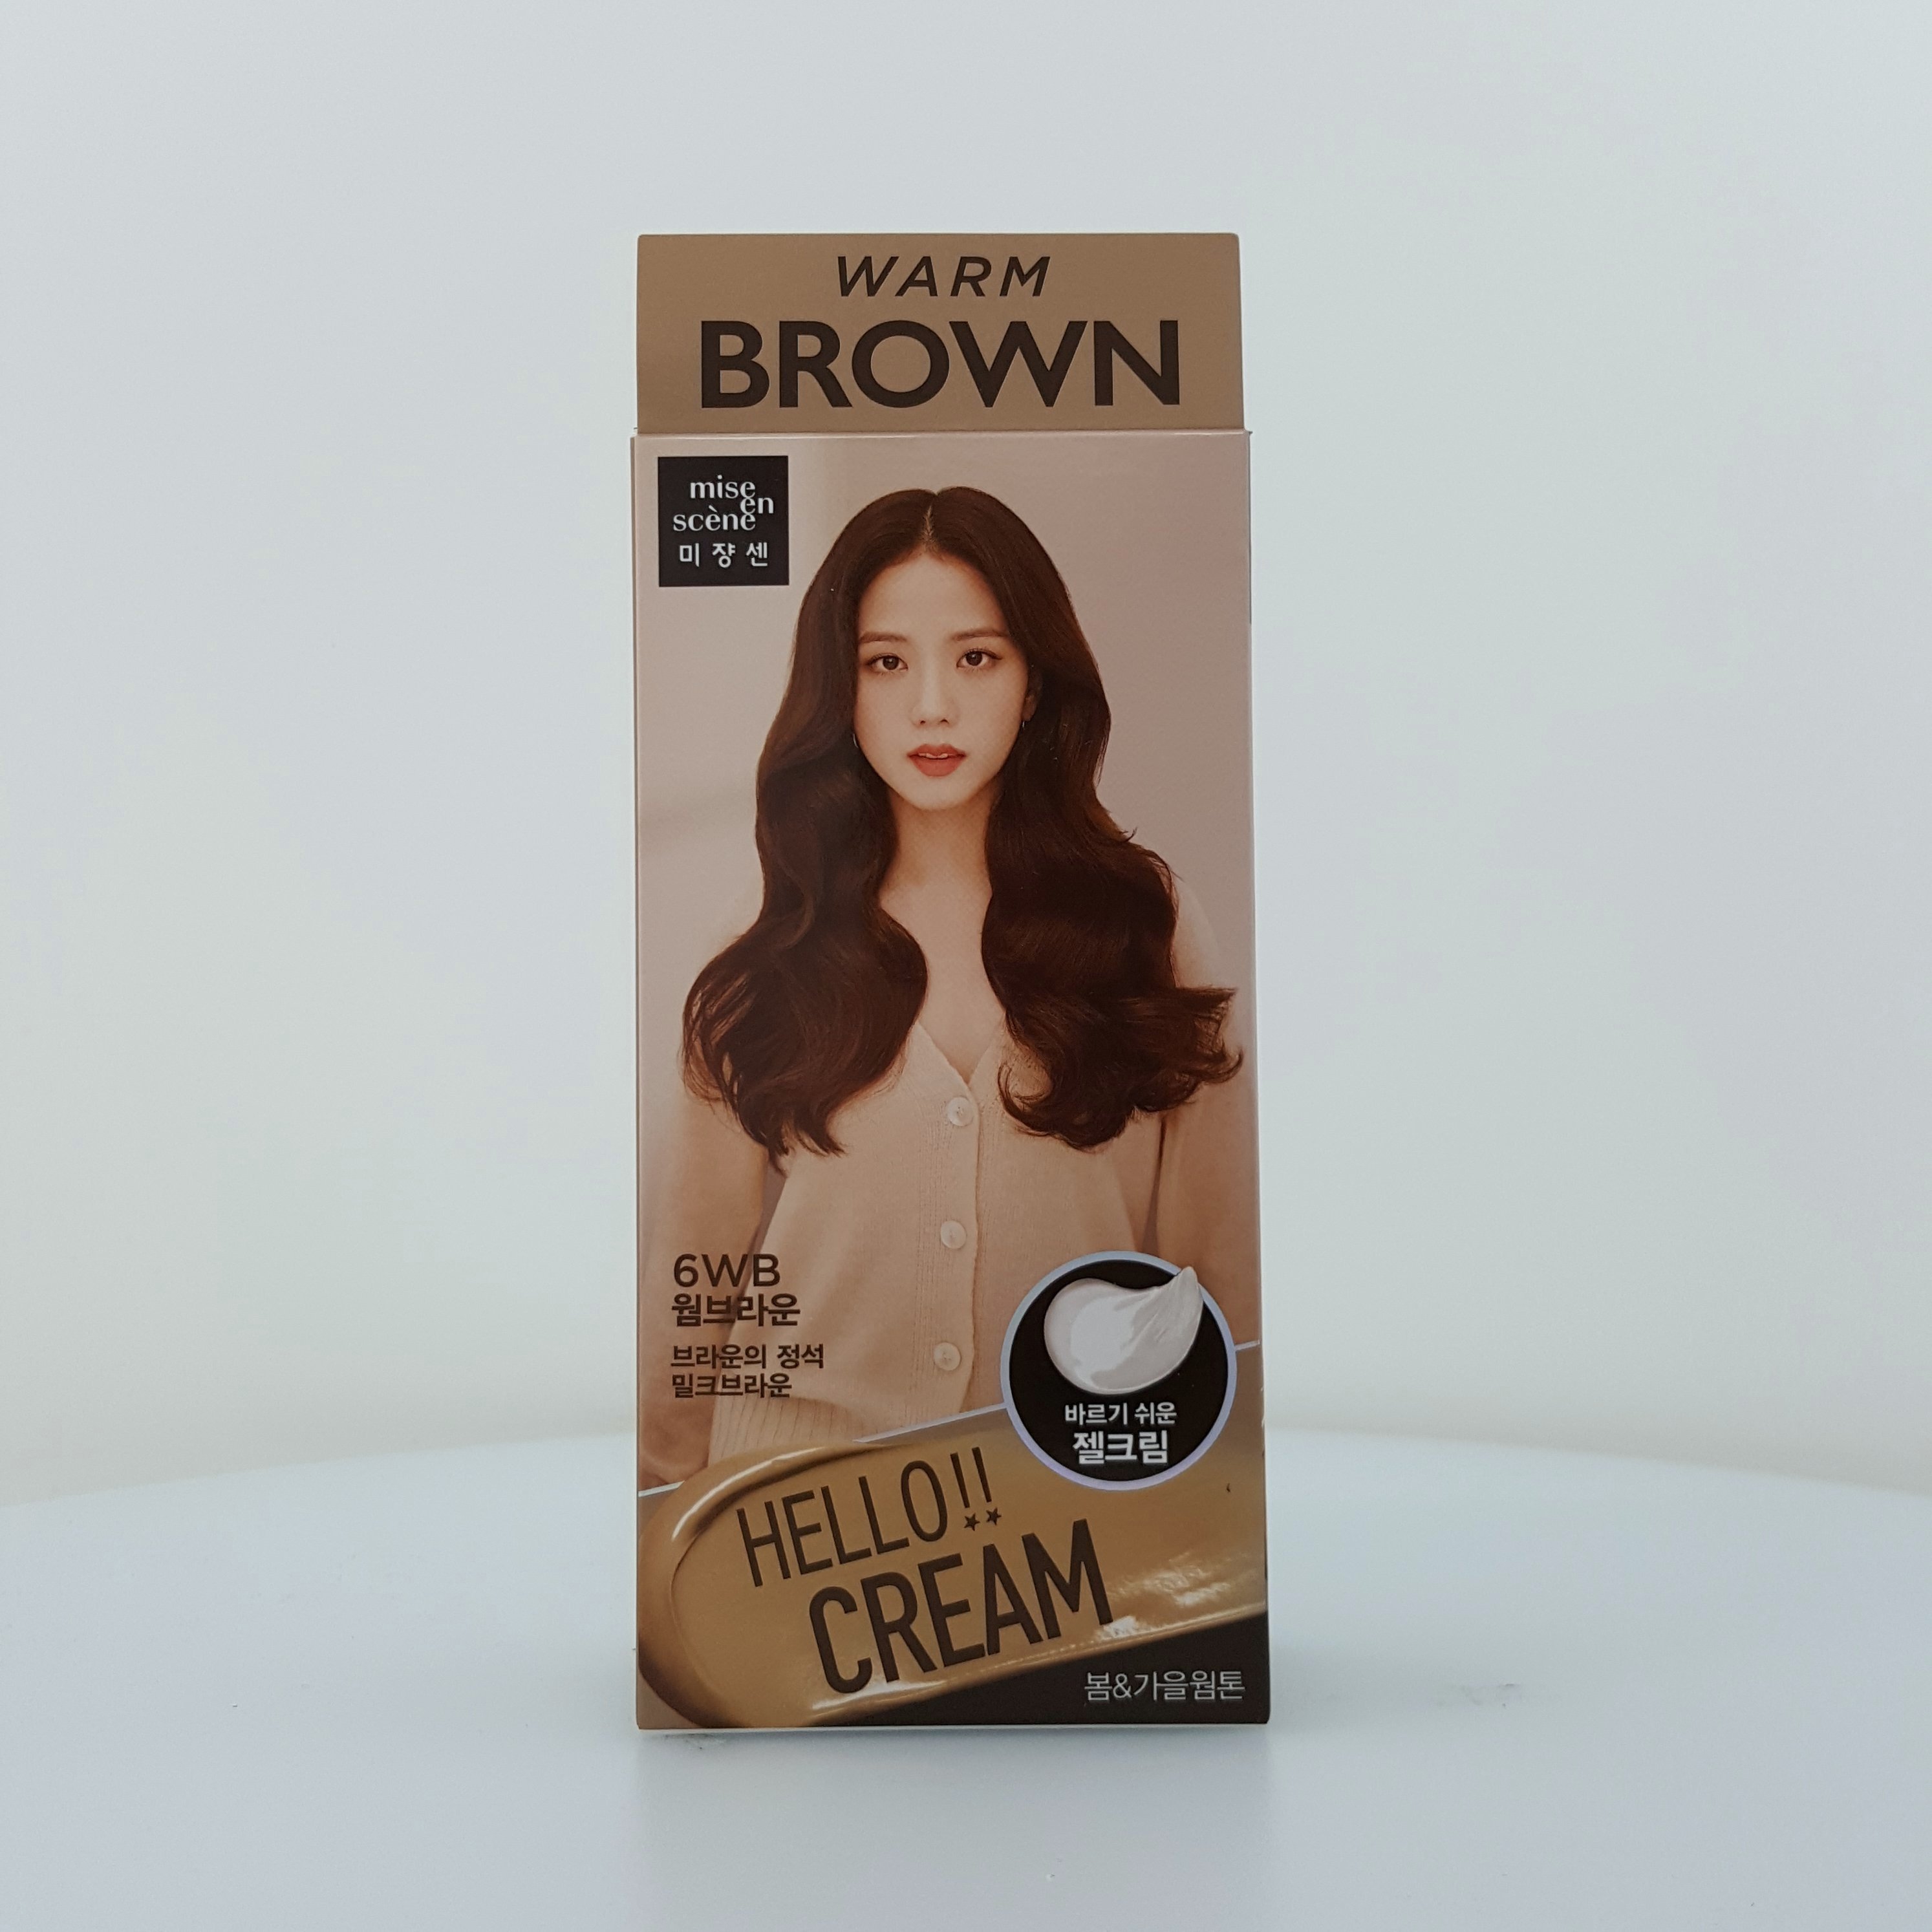 WARM
BROWN
mise
en
scène
미쟝센
6WB
웜브라운
브라운의 정석
밀크브라운
바르기 쉬운
젤크림
HELLO!!
CREAM
봄&가을웜톤